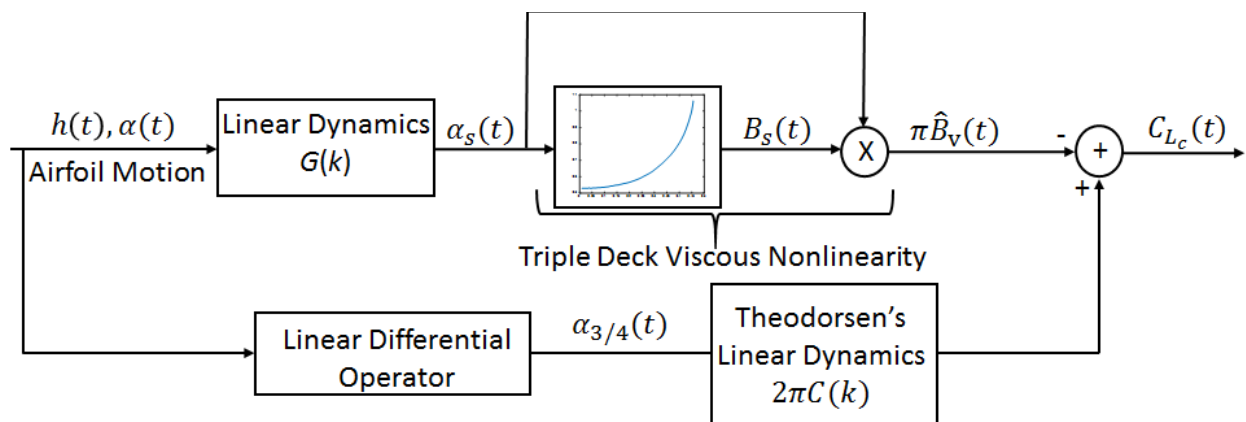 h(t), α(t)
Airfoil Motion
Linear Dynamics
G(k)
α_s(t)
B_s(t)
X
πB̂_v(t)
-
+
+
C_{L_c}(t)
Triple Deck Viscous Nonlinearity
Linear Differential
Operator
α_{3/4}(t)
Theodorsen's
Linear Dynamics
2πC(k)